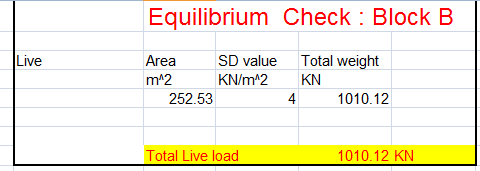 Equilibrium Check : Block B
Live Area SD value Total weight
m^2 KN/m^2 KN
252.53 4 1010.12
Total Live load 1010.12 KN